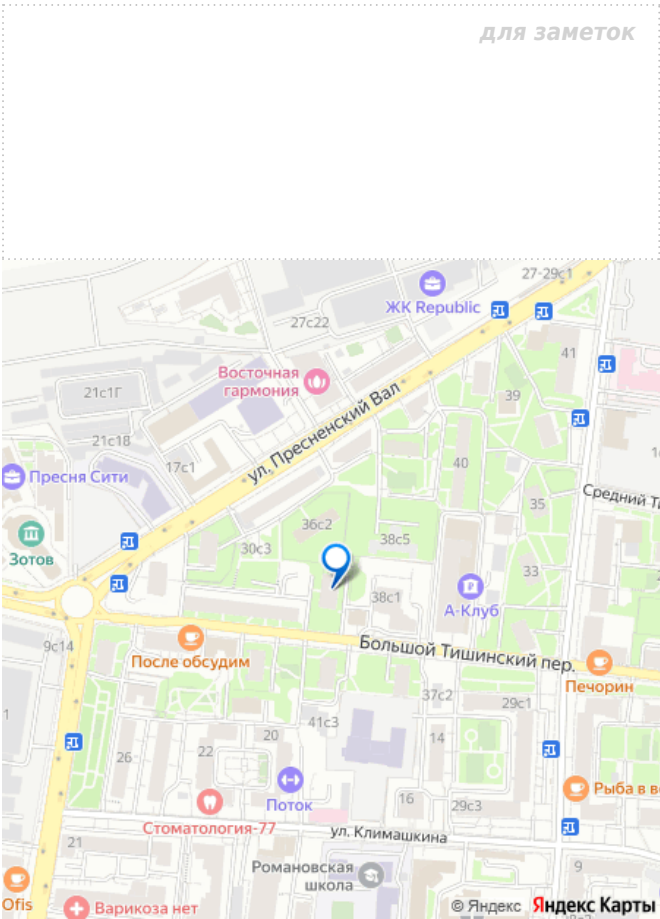 для заметок
27-29с1
ЖК Republic
27с22
41
Восточная
гармония
21с1Г
39
ул. Пресненский Вал
21с18
17с1
40
Пресня Сити
35
Средний Ти
36с2
38с5
Зотов
30с3
33
38с1
А-Клуб
9с14
После обсудим
Большой Тишинский пер.
Печорин
37с2
29с1
1
41с3
26
22
20
14
Рыба в во
Поток
16
29с3
Стоматология-77
ул. Климашкина
21
Романовская
школа
9
Ofis
Варикоза нет
© Яндекс Яндекс Карты